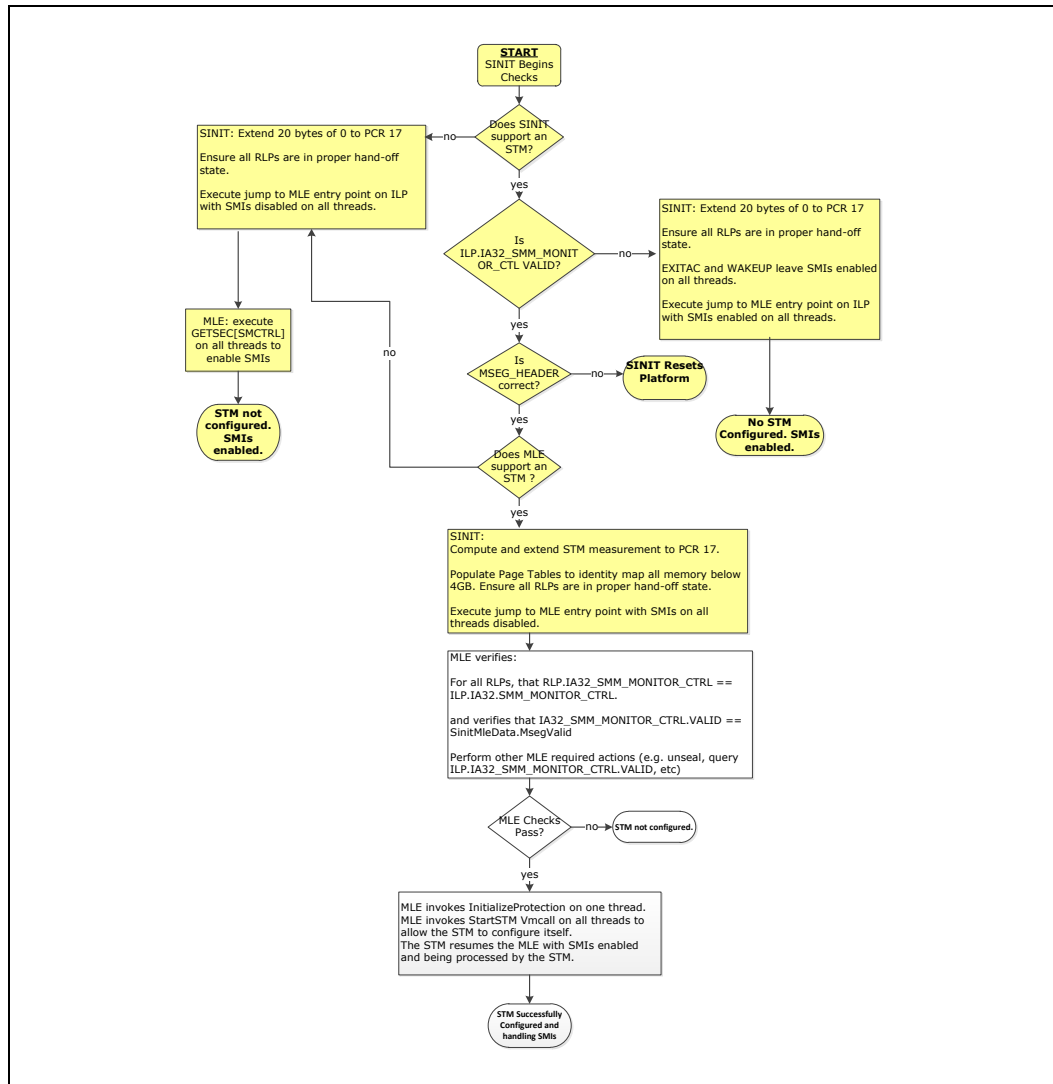 START
SINIT Begins
Checks
Does SINIT
support an
STM?
no
yes
SINIT: Extend 20 bytes of 0 to PCR 17
Ensure all RLPs are in proper hand-off
state.
Execute jump to MLE entry point on ILP
with SMIs disabled on all threads.
Is
ILP.IA32_SMM_MONIT
OR_CTL VALID?
no
yes
SINIT: Extend 20 bytes of 0 to PCR 17
Ensure all RLPs are in proper hand-off
state.
EXITAC and WAKEUP leave SMIs enabled
on all threads.
Execute jump to MLE entry point on ILP
with SMIs enabled on all threads.
MLE: execute
GETSEC[SMCTRL]
on all threads to
enable SMIs
no
Is
MSEG_HEADER
correct?
no
yes
SINIT Resets
Platform
STM not
configured.
SMIs
enabled.
No STM
Configured. SMIs
enabled.
Does MLE
support an
STM ?
yes
SINIT:
Compute and extend STM measurement to PCR 17.
Populate Page Tables to identity map all memory below
4GB. Ensure all RLPs are in proper hand-off state.
Execute jump to MLE entry point with SMIs on all
threads disabled.
MLE verifies:
For all RLPs, that RLP.IA32_SMM_MONITOR_CTRL ==
ILP.IA32.SMM_MONITOR_CTRL.
and verifies that IA32_SMM_MONITOR_CTRL.VALID ==
SinitMleData.MsegValid
Perform other MLE required actions (e.g. unseal, query
ILP.IA32_SMM_MONITOR_CTRL.VALID, etc)
MLE Checks
Pass?
no
STM not configured.
yes
MLE invokes InitializeProtection on one thread.
MLE invokes StartSTM Vmcall on all threads to
allow the STM to configure itself.
The STM resumes the MLE with SMIs enabled
and being processed by the STM.
STM Successfully
Configured and
handling SMIs